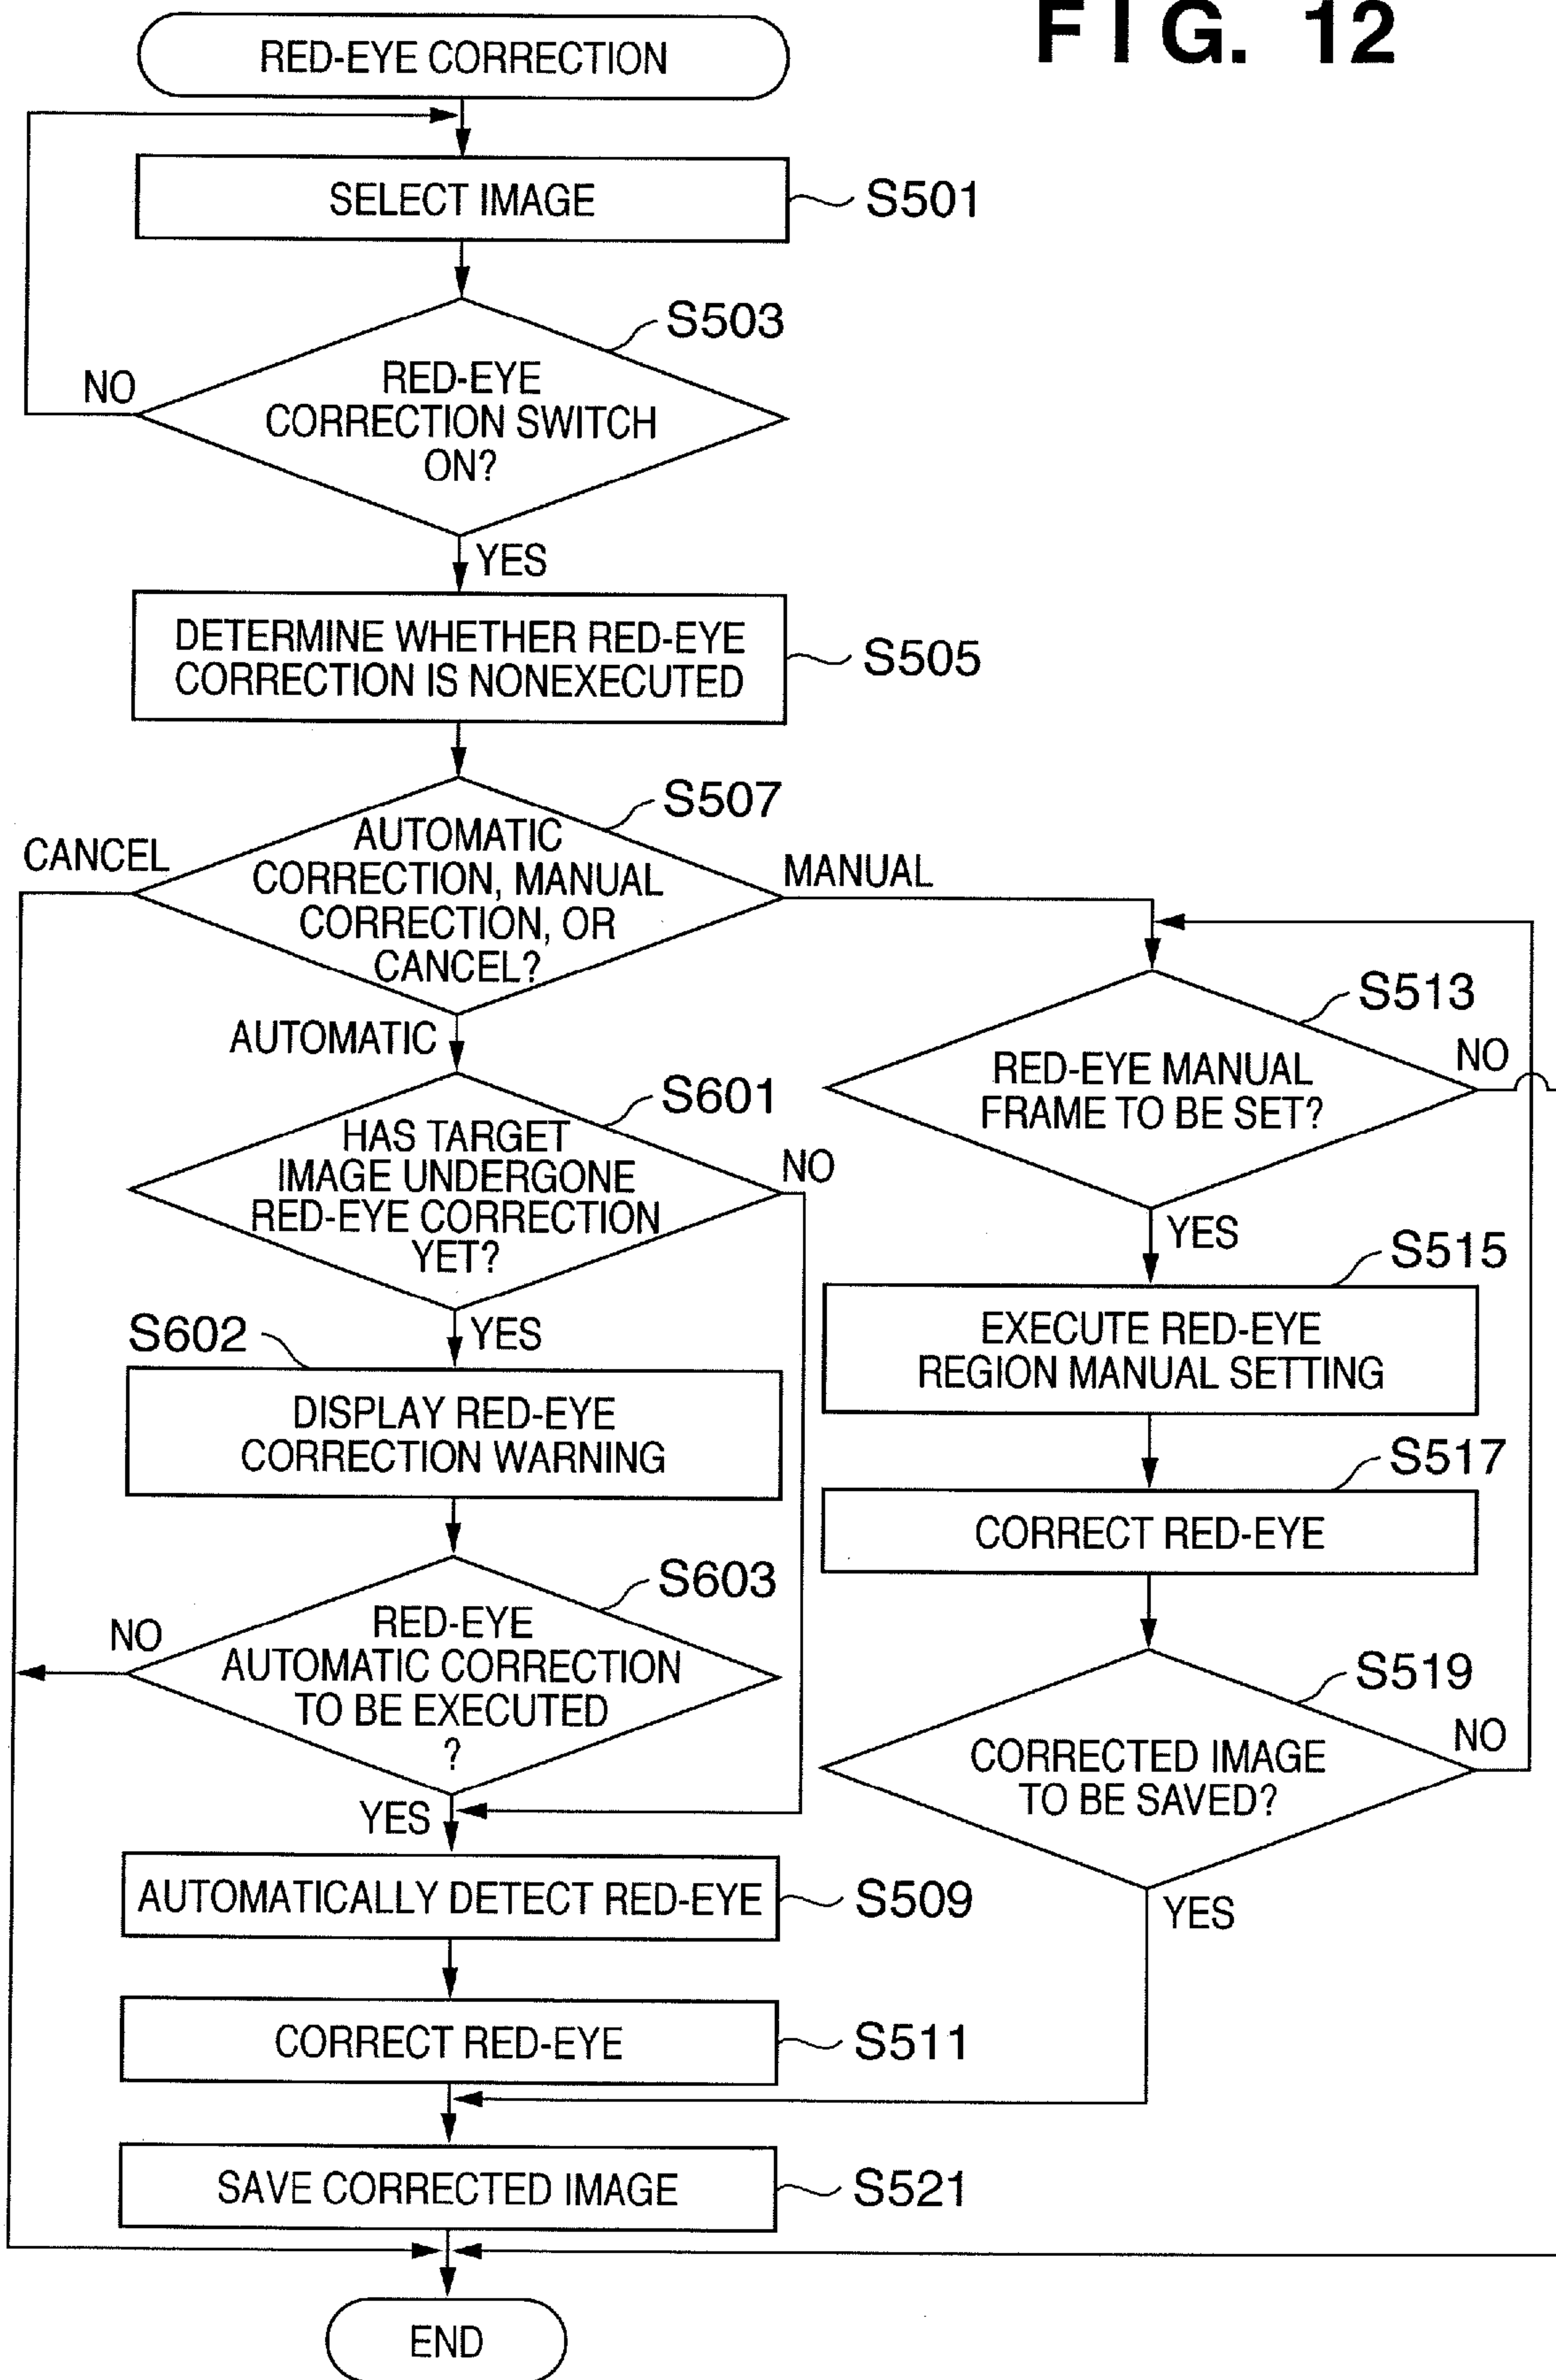 FIG. 12
RED-EYE CORRECTION
SELECT IMAGE
S501
S503
RED-EYE
CORRECTION SWITCH
ON?
NO
YES
DETERMINE WHETHER RED-EYE
CORRECTION IS NONEXECUTED
S505
S507
AUTOMATIC
CORRECTION, MANUAL
CORRECTION, OR
CANCEL?
CANCEL
MANUAL
AUTOMATIC
S601
HAS TARGET
IMAGE UNDERGONE
RED-EYE CORRECTION
YET?
NO
YES
S602
DISPLAY RED-EYE
CORRECTION WARNING
S603
RED-EYE
AUTOMATIC CORRECTION
TO BE EXECUTED
?
NO
YES
AUTOMATICALLY DETECT RED-EYE
S509
CORRECT RED-EYE
S511
SAVE CORRECTED IMAGE
S521
END
S513
RED-EYE MANUAL
FRAME TO BE SET?
NO
YES
S515
EXECUTE RED-EYE
REGION MANUAL SETTING
S517
CORRECT RED-EYE
S519
CORRECTED IMAGE
TO BE SAVED?
NO
YES